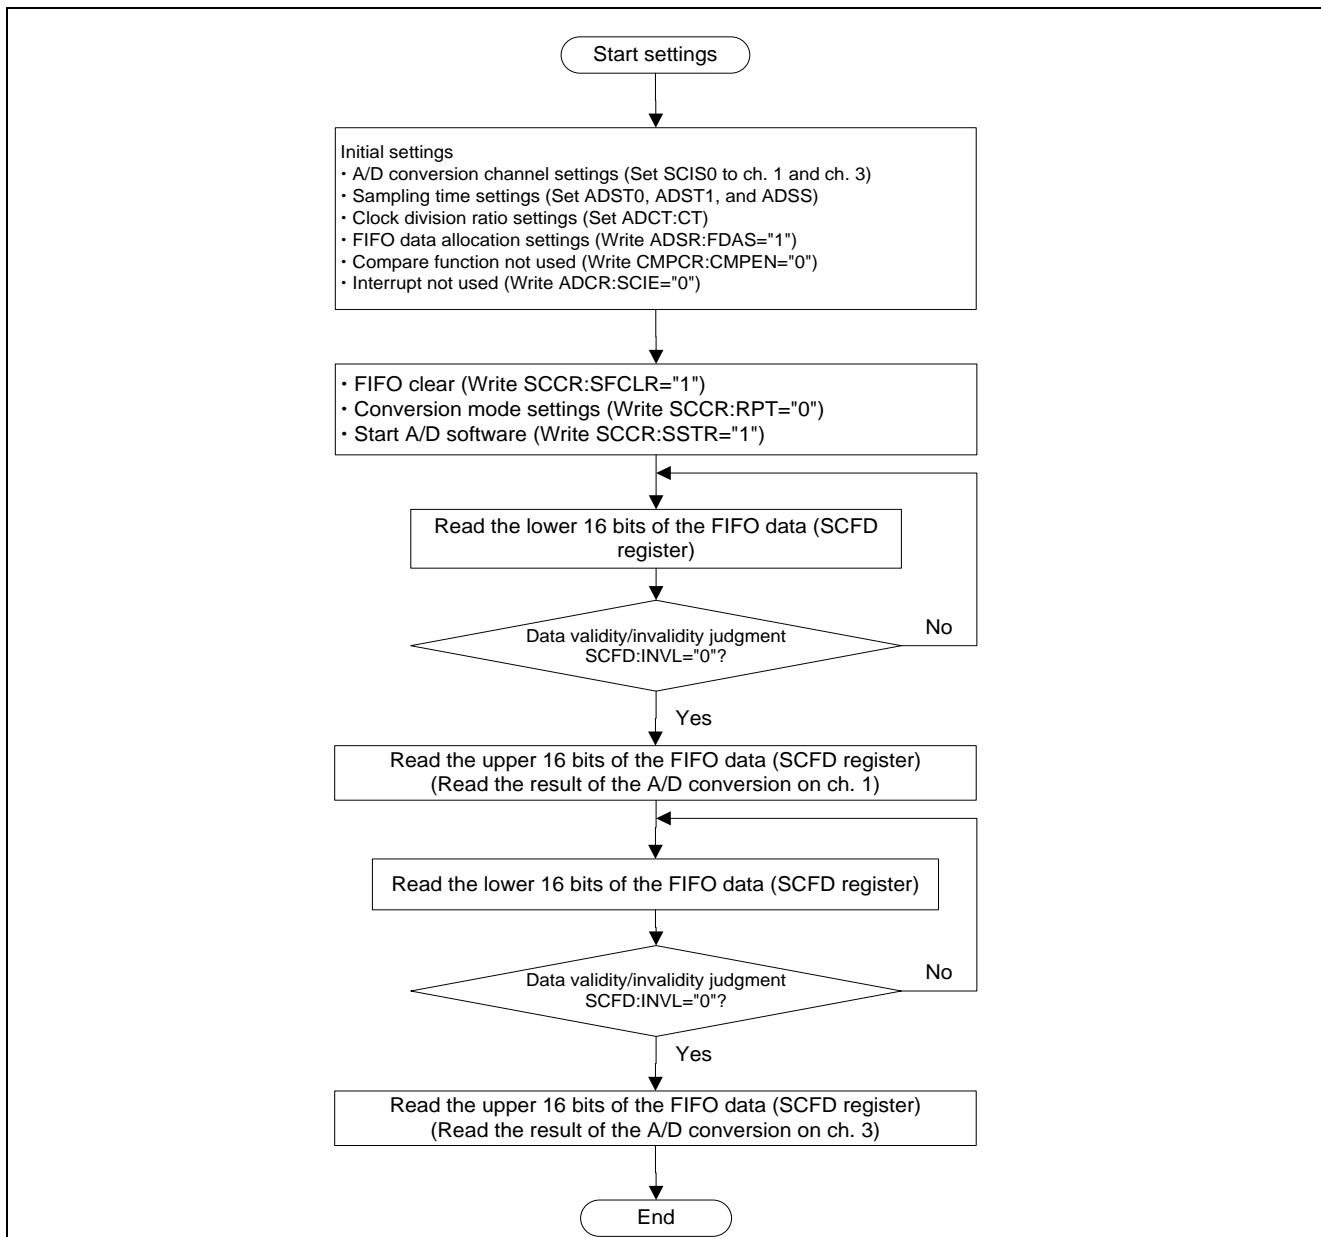 Start settings
Initial settings
・A/D conversion channel settings (Set SCIS0 to ch. 1 and ch. 3)
・Sampling time settings (Set ADST0, ADST1, and ADSS)
・Clock division ratio settings (Set ADCT:CT)
・FIFO data allocation settings (Write ADSR:FDAS="1")
・Compare function not used (Write CMPCR:CMPEN="0")
・Interrupt not used (Write ADCR:SCIE="0")
・FIFO clear (Write SCCR:SFCLR="1")
・Conversion mode settings (Write SCCR:RPT="0")
・Start A/D software (Write SCCR:SSTR="1")
Read the lower 16 bits of the FIFO data (SCFD
register)
Data validity/invalidity judgment
SCFD:INVL="0"?
No
Yes
Read the upper 16 bits of the FIFO data (SCFD register)
(Read the result of the A/D conversion on ch. 1)
Read the lower 16 bits of the FIFO data (SCFD register)
Data validity/invalidity judgment
SCFD:INVL="0"?
No
Yes
Read the upper 16 bits of the FIFO data (SCFD register)
(Read the result of the A/D conversion on ch. 3)
End